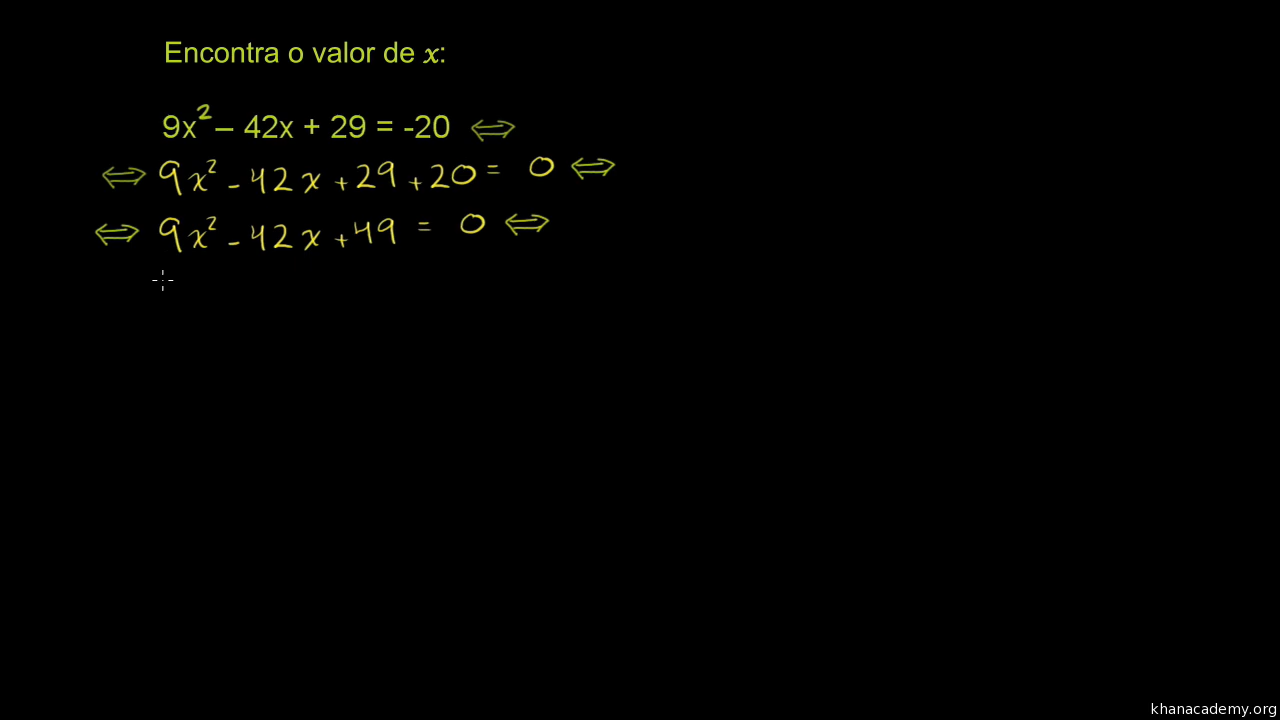 Encontra o valor de x:
9x² – 42x + 29 = -20 ⇔
⇔ 9x² - 42x + 29 + 20 = 0 ⇔
⇔ 9x² - 42x + 49 = 0 ⇔
khanacademy.org